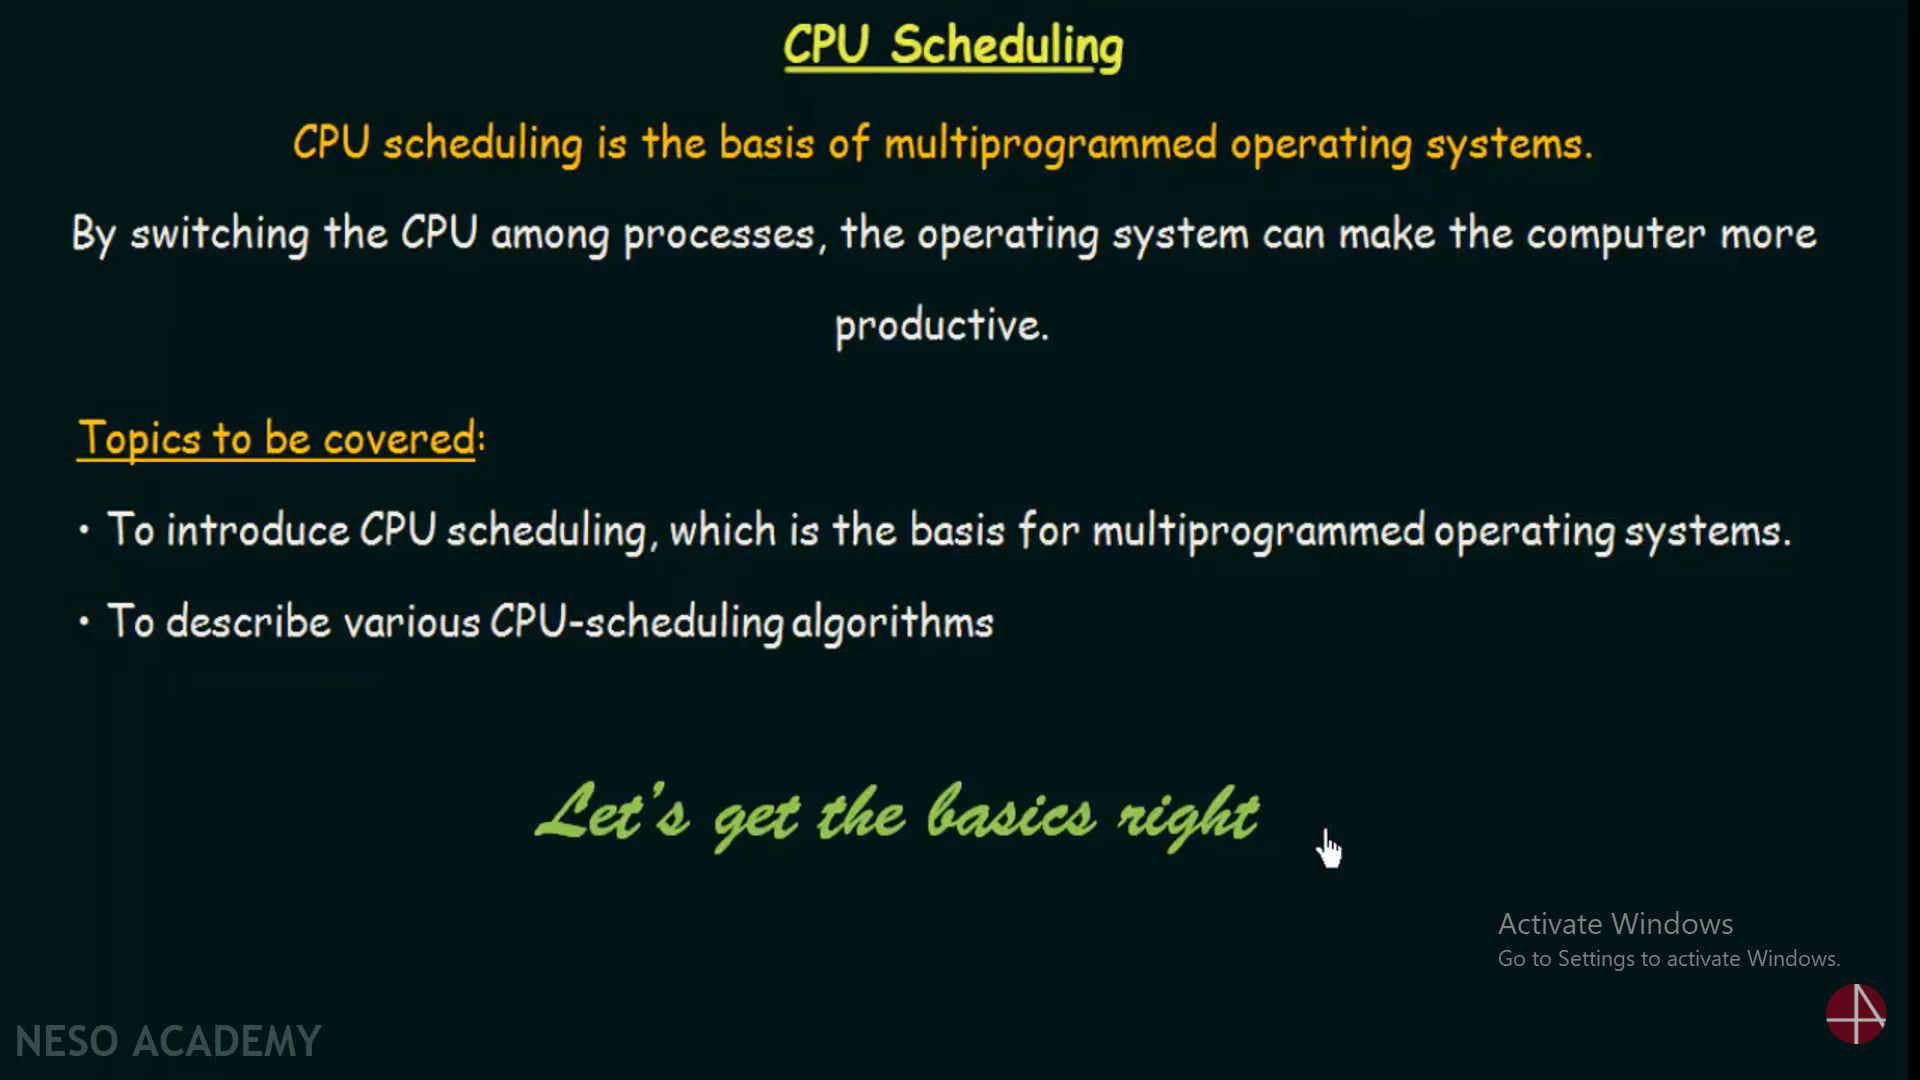 CPU Scheduling
CPU scheduling is the basis of multiprogrammed operating systems.
By switching the CPU among processes, the operating system can make the computer more
productive.
Topics to be covered:
• To introduce CPU scheduling, which is the basis for multiprogrammed operating systems.
• To describe various CPU-scheduling algorithms
Let's get the basics right
Activate Windows
Go to Settings to activate Windows.
NESO ACADEMY